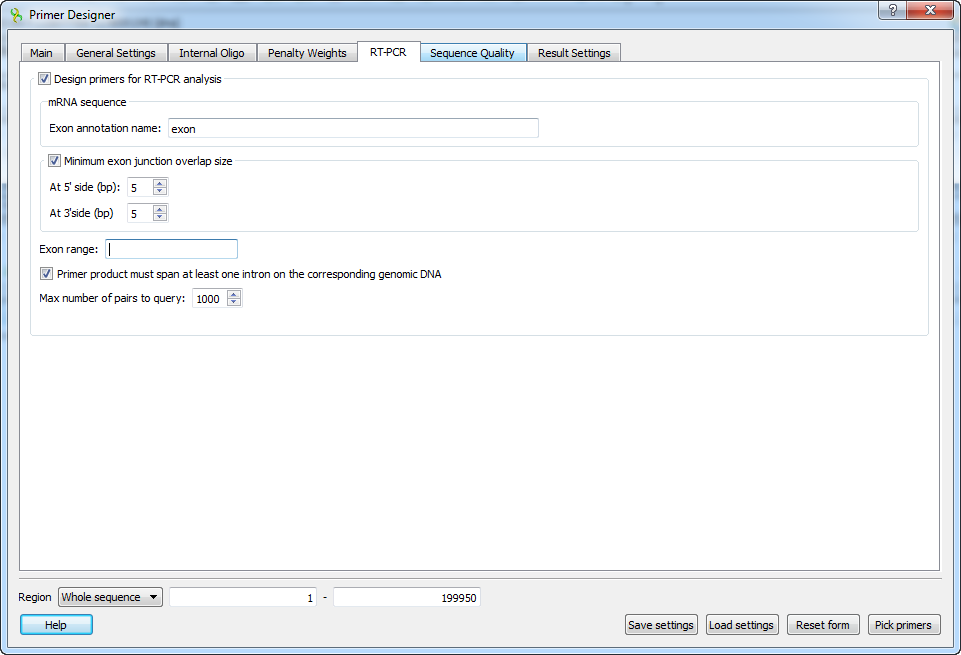 Primer Designer
Main General Settings Internal Oligo Penalty Weights RT-PCR Sequence Quality Result Settings
Design primers for RT-PCR analysis
mRNA sequence
Exon annotation name: exon
Minimum exon junction overlap size
At 5' side (bp): 5
At 3'side (bp) 5
Exon range:
Primer product must span at least one intron on the corresponding genomic DNA
Max number of pairs to query: 1000
Region Whole sequence 1 - 199950
Help Save settings Load settings Reset form Pick primers